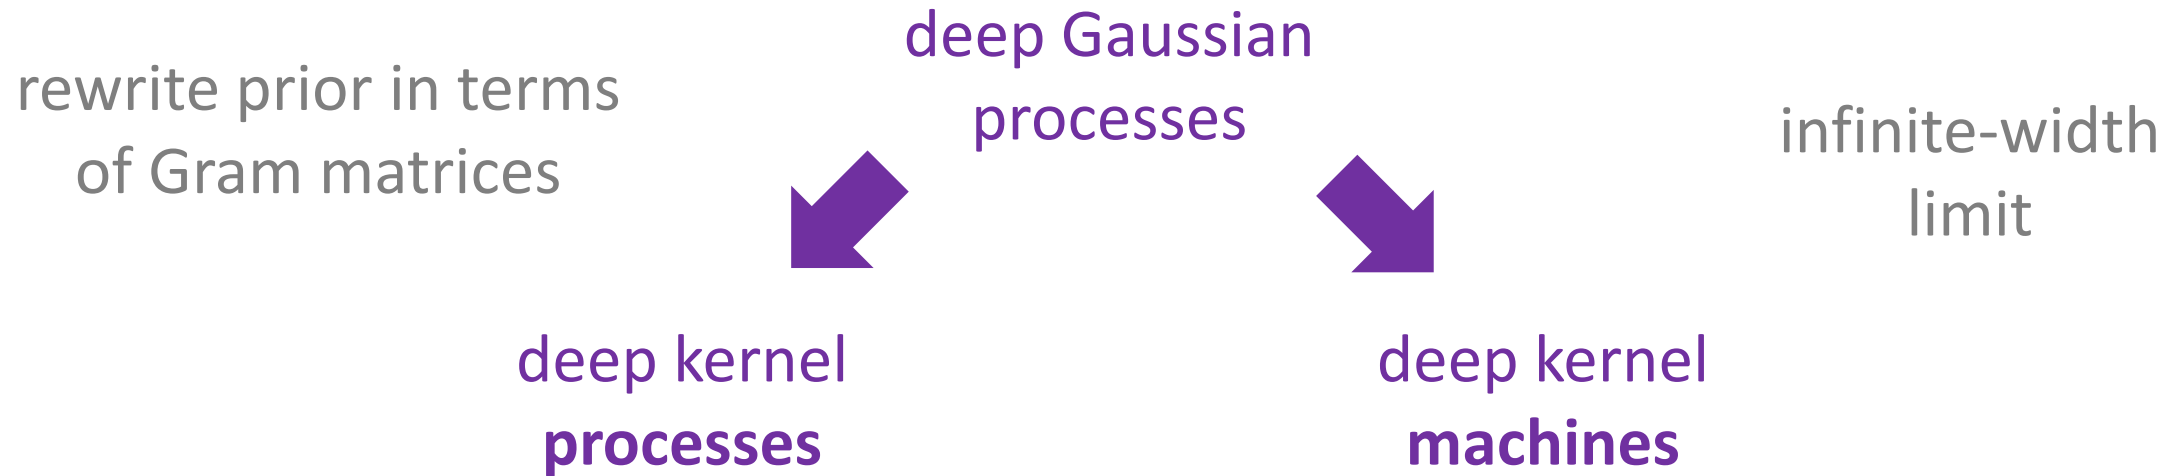 deep Gaussian
processes
rewrite prior in terms
of Gram matrices
infinite-width
limit
deep kernel
processes
deep kernel
machines